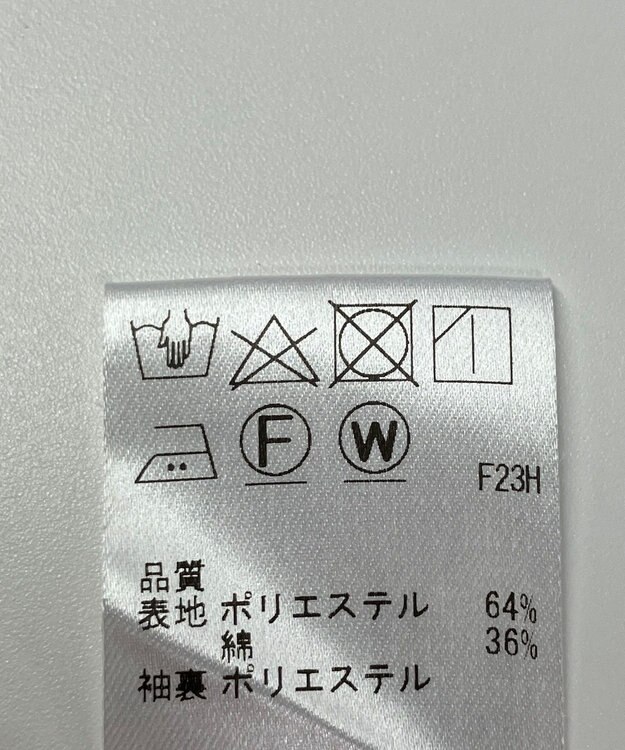 F W F23H
品質
表地 ポリエステル 64%
綿 36%
袖裏 ポリエステル